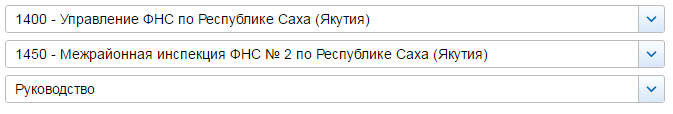 1400 - Управление ФНС по Республике Саха (Якутия)
1450 - Межрайонная инспекция ФНС № 2 по Республике Саха (Якутия)
Руководство